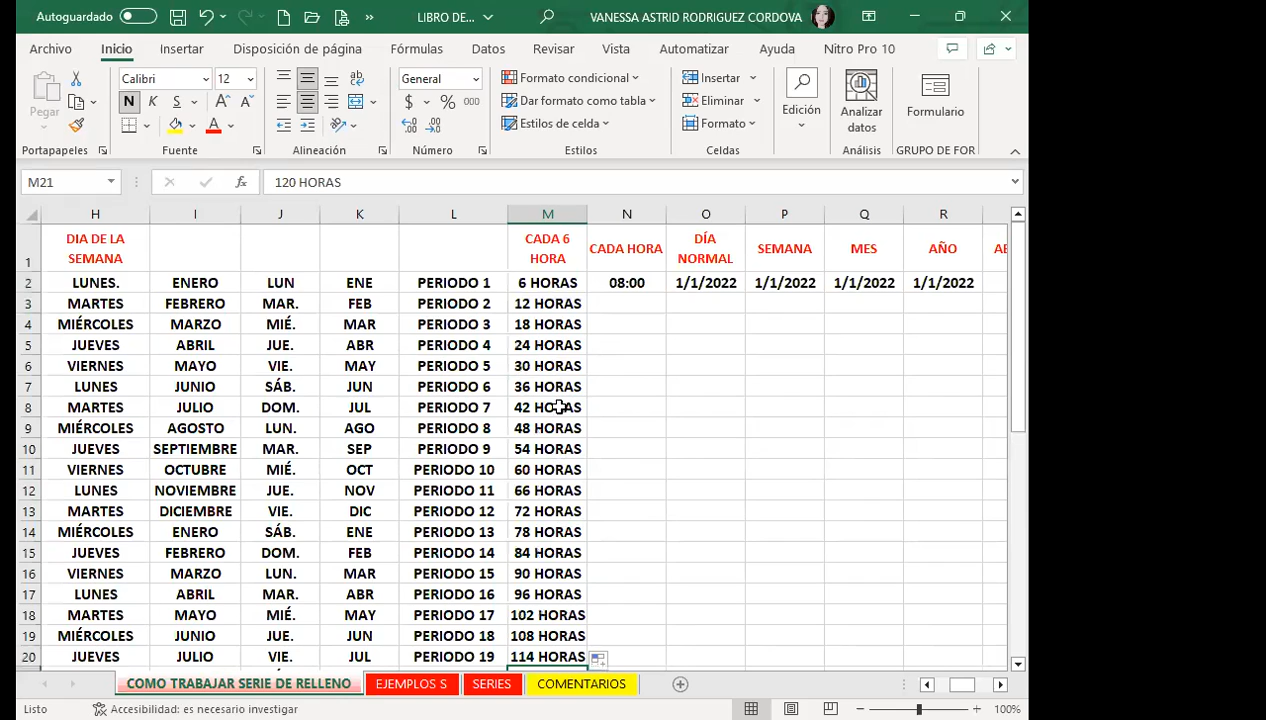 Autoguardado
LIBRO DE...
VANESSA ASTRID RODRIGUEZ CORDOVA
Archivo Inicio Insertar Disposición de página Fórmulas Datos Revisar Vista Automatizar Ayuda Nitro Pro 10
Pegar
Portapapeles
Calibri 12
N K S
A A
A
Fuente
ab
Alineación
General
$ % 000
Número
Formato condicional
Dar formato como tabla
Estilos de celda
Estilos
Insertar
Eliminar
Formato
Celdas
Edición
Analizar
datos
Análisis
Formulario
GRUPO DE FOR
M21 fx 120 HORAS
H I J K L M N O P Q R
1 DIA DE LA SEMANA CADA 6 HORA CADA HORA DÍA NORMAL SEMANA MES AÑO AE
2 LUNES. ENERO LUN ENE PERIODO 1 6 HORAS 08:00 1/1/2022 1/1/2022 1/1/2022 1/1/2022
3 MARTES FEBRERO MAR. FEB PERIODO 2 12 HORAS
4 MIÉRCOLES MARZO MIÉ. MAR PERIODO 3 18 HORAS
5 JUEVES ABRIL JUE. ABR PERIODO 4 24 HORAS
6 VIERNES MAYO VIE. MAY PERIODO 5 30 HORAS
7 LUNES JUNIO SÁB. JUN PERIODO 6 36 HORAS
8 MARTES JULIO DOM. JUL PERIODO 7 42 HORAS
9 MIÉRCOLES AGOSTO LUN. AGO PERIODO 8 48 HORAS
10 JUEVES SEPTIEMBRE MAR. SEP PERIODO 9 54 HORAS
11 VIERNES OCTUBRE MIÉ. OCT PERIODO 10 60 HORAS
12 LUNES NOVIEMBRE JUE. NOV PERIODO 11 66 HORAS
13 MARTES DICIEMBRE VIE. DIC PERIODO 12 72 HORAS
14 MIÉRCOLES ENERO SÁB. ENE PERIODO 13 78 HORAS
15 JUEVES FEBRERO DOM. FEB PERIODO 14 84 HORAS
16 VIERNES MARZO LUN. MAR PERIODO 15 90 HORAS
17 LUNES ABRIL MAR. ABR PERIODO 16 96 HORAS
18 MARTES MAYO MIÉ. MAY PERIODO 17 102 HORAS
19 MIÉRCOLES JUNIO JUE. JUN PERIODO 18 108 HORAS
20 JUEVES JULIO VIE. JUL PERIODO 19 114 HORAS
COMO TRABAJAR SERIE DE RELLENO EJEMPLOS S SERIES COMENTARIOS
Listo Accesibilidad: es necesario investigar 100%